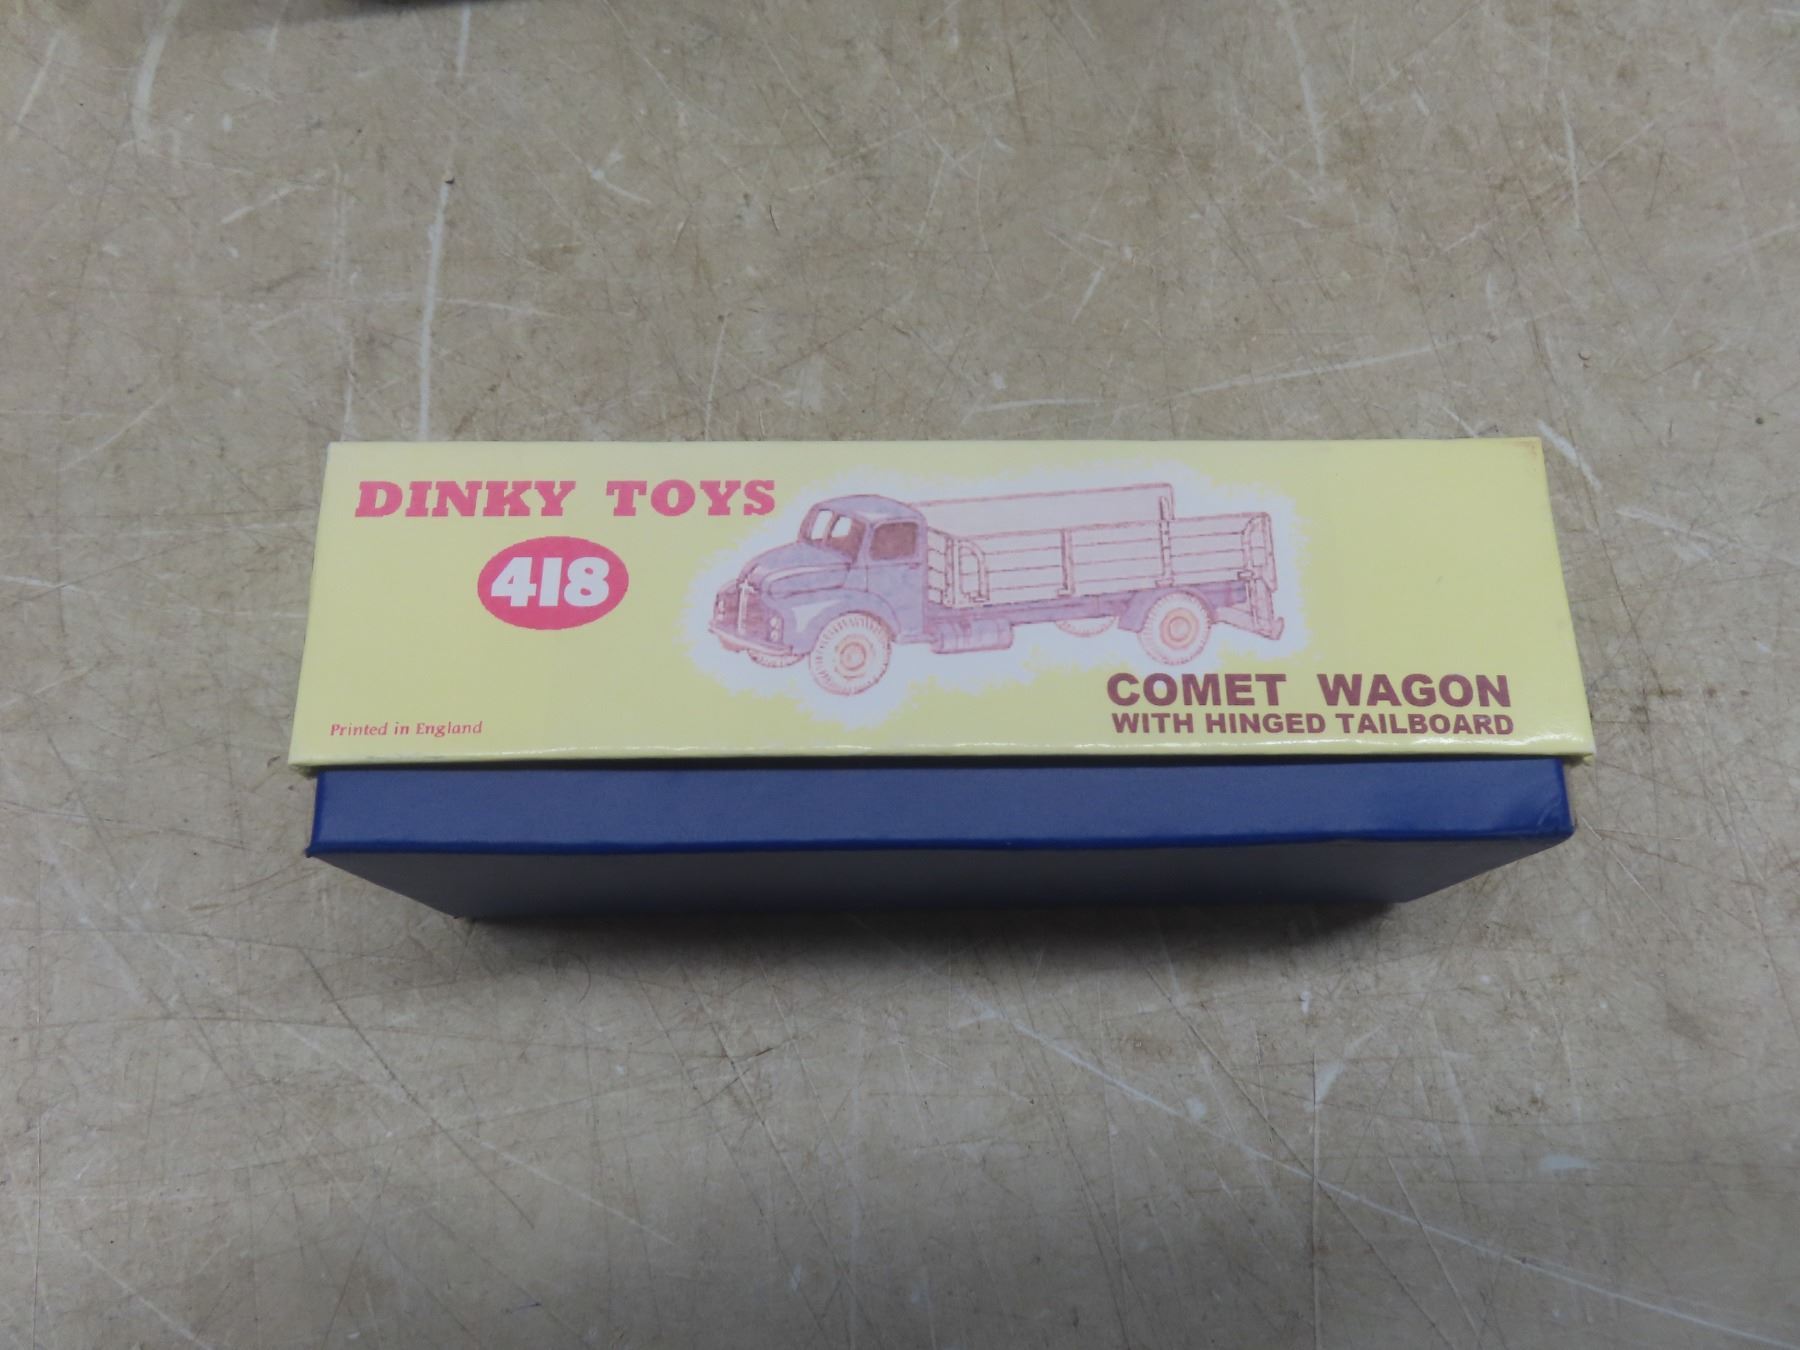 DINKY TOYS
418
COMET WAGON
WITH HINGED TAILBOARD
Printed in England